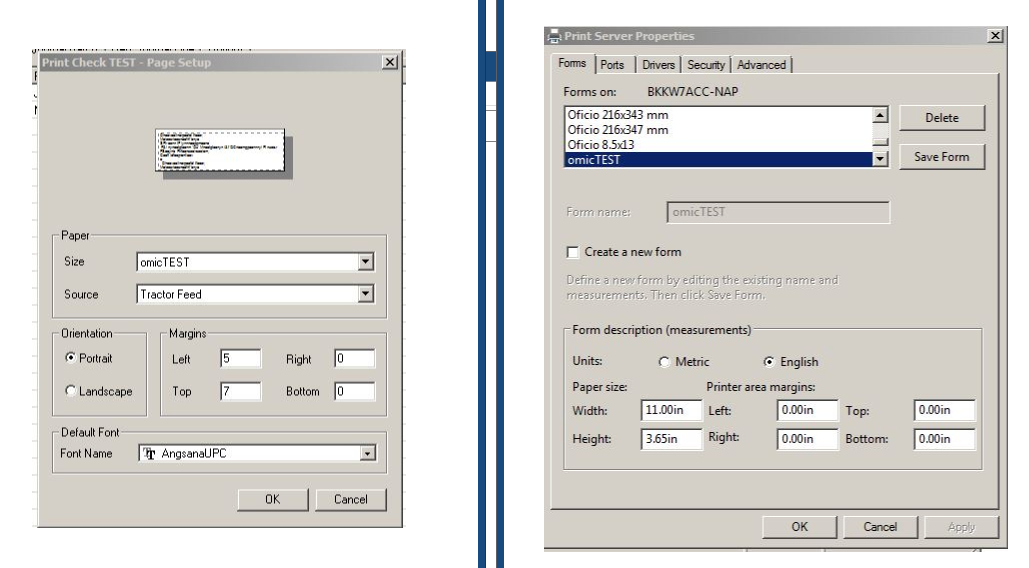 Print Check TEST - Page Setup
Paper
Size
omicTEST
Source
Tractor Feed
Orientation
Portrait
Landscape
Margins
Left 5 Right 0
Top 7 Bottom 0
Default Font
Font Name AngsanaUPC
OK Cancel
Print Server Properties
Forms Ports Drivers Security Advanced
Forms on: BKKW7ACC-NAP
Oficio 216x343 mm
Oficio 216x347 mm
Oficio 8.5x13
omicTEST
Delete
Save Form
Form name: omicTEST
Create a new form
Define a new form by editing the existing name and
measurements. Then click Save Form.
Form description (measurements)
Units: Metric English
Paper size: Printer area margins:
Width: 11.00in Left: 0.00in Top: 0.00in
Height: 3.65in Right: 0.00in Bottom: 0.00in
OK Cancel Apply